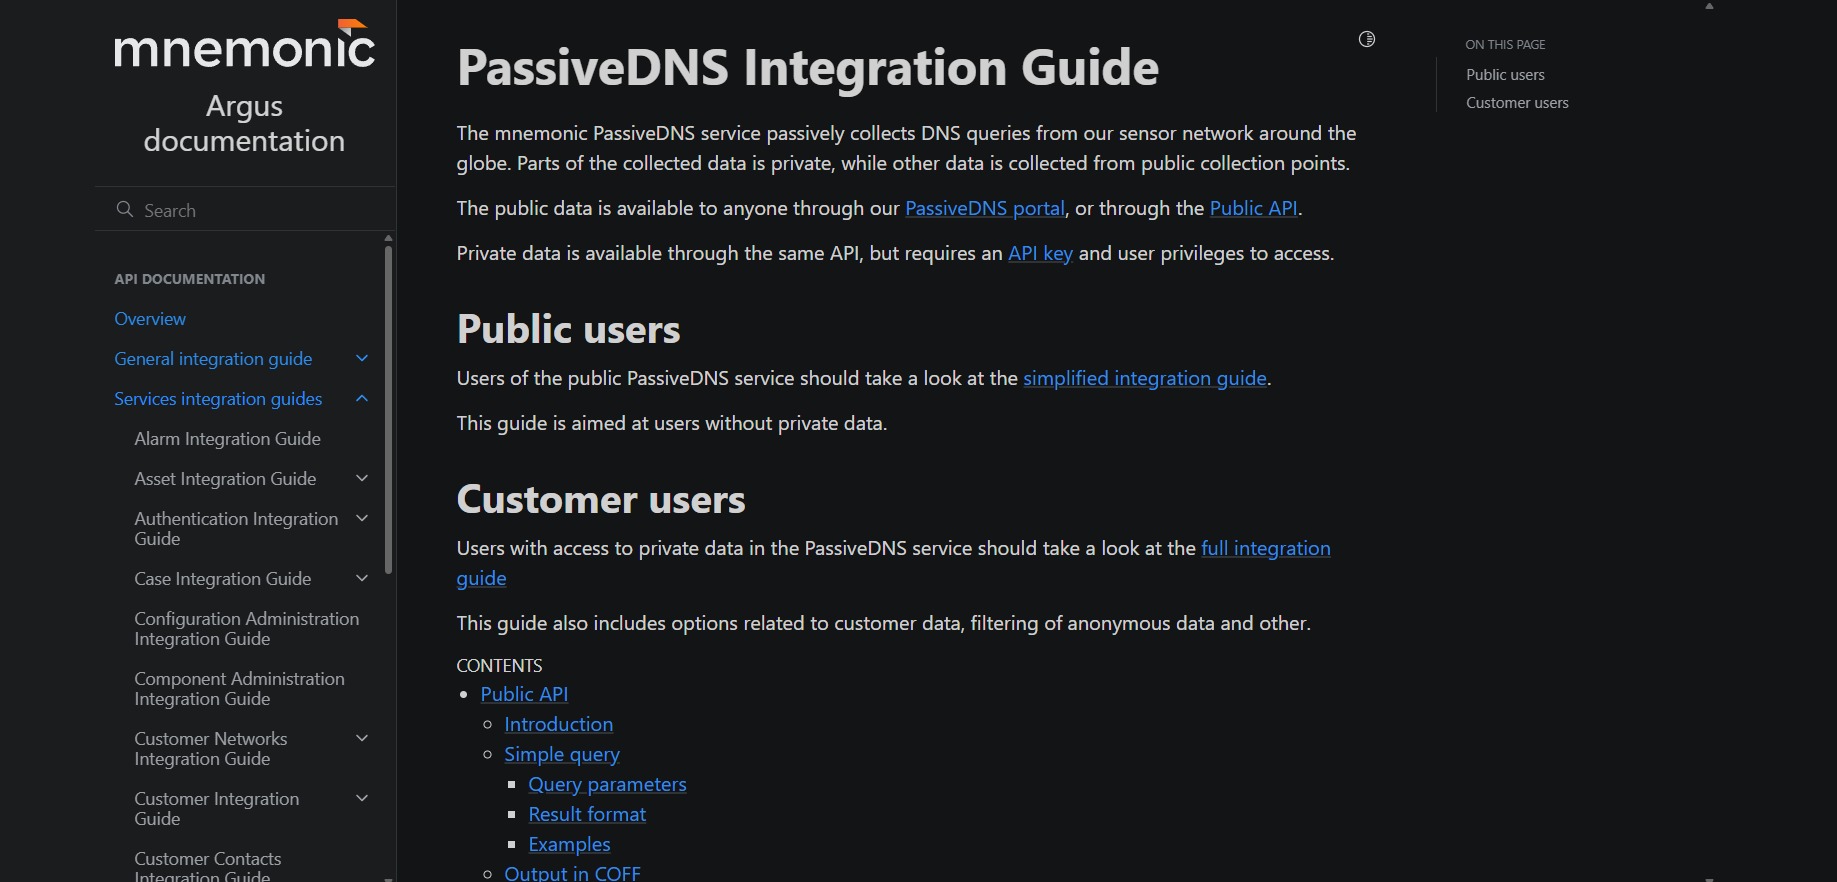 mnemonic
Argus
documentation
Search
API DOCUMENTATION
Overview
General integration guide
Services integration guides
Alarm Integration Guide
Asset Integration Guide
Authentication Integration
Guide
Case Integration Guide
Configuration Administration
Integration Guide
Component Administration
Integration Guide
Customer Networks
Integration Guide
Customer Integration
Guide
Customer Contacts
Integration Guide
PassiveDNS Integration Guide
The mnemonic PassiveDNS service passively collects DNS queries from our sensor network around the
globe. Parts of the collected data is private, while other data is collected from public collection points.
The public data is available to anyone through our PassiveDNS portal, or through the Public API.
Private data is available through the same API, but requires an API key and user privileges to access.
Public users
Users of the public PassiveDNS service should take a look at the simplified integration guide.
This guide is aimed at users without private data.
Customer users
Users with access to private data in the PassiveDNS service should take a look at the full integration
guide
This guide also includes options related to customer data, filtering of anonymous data and other.
CONTENTS
Public API
Introduction
Simple query
Query parameters
Result format
Examples
Output in COFF
ON THIS PAGE
Public users
Customer users